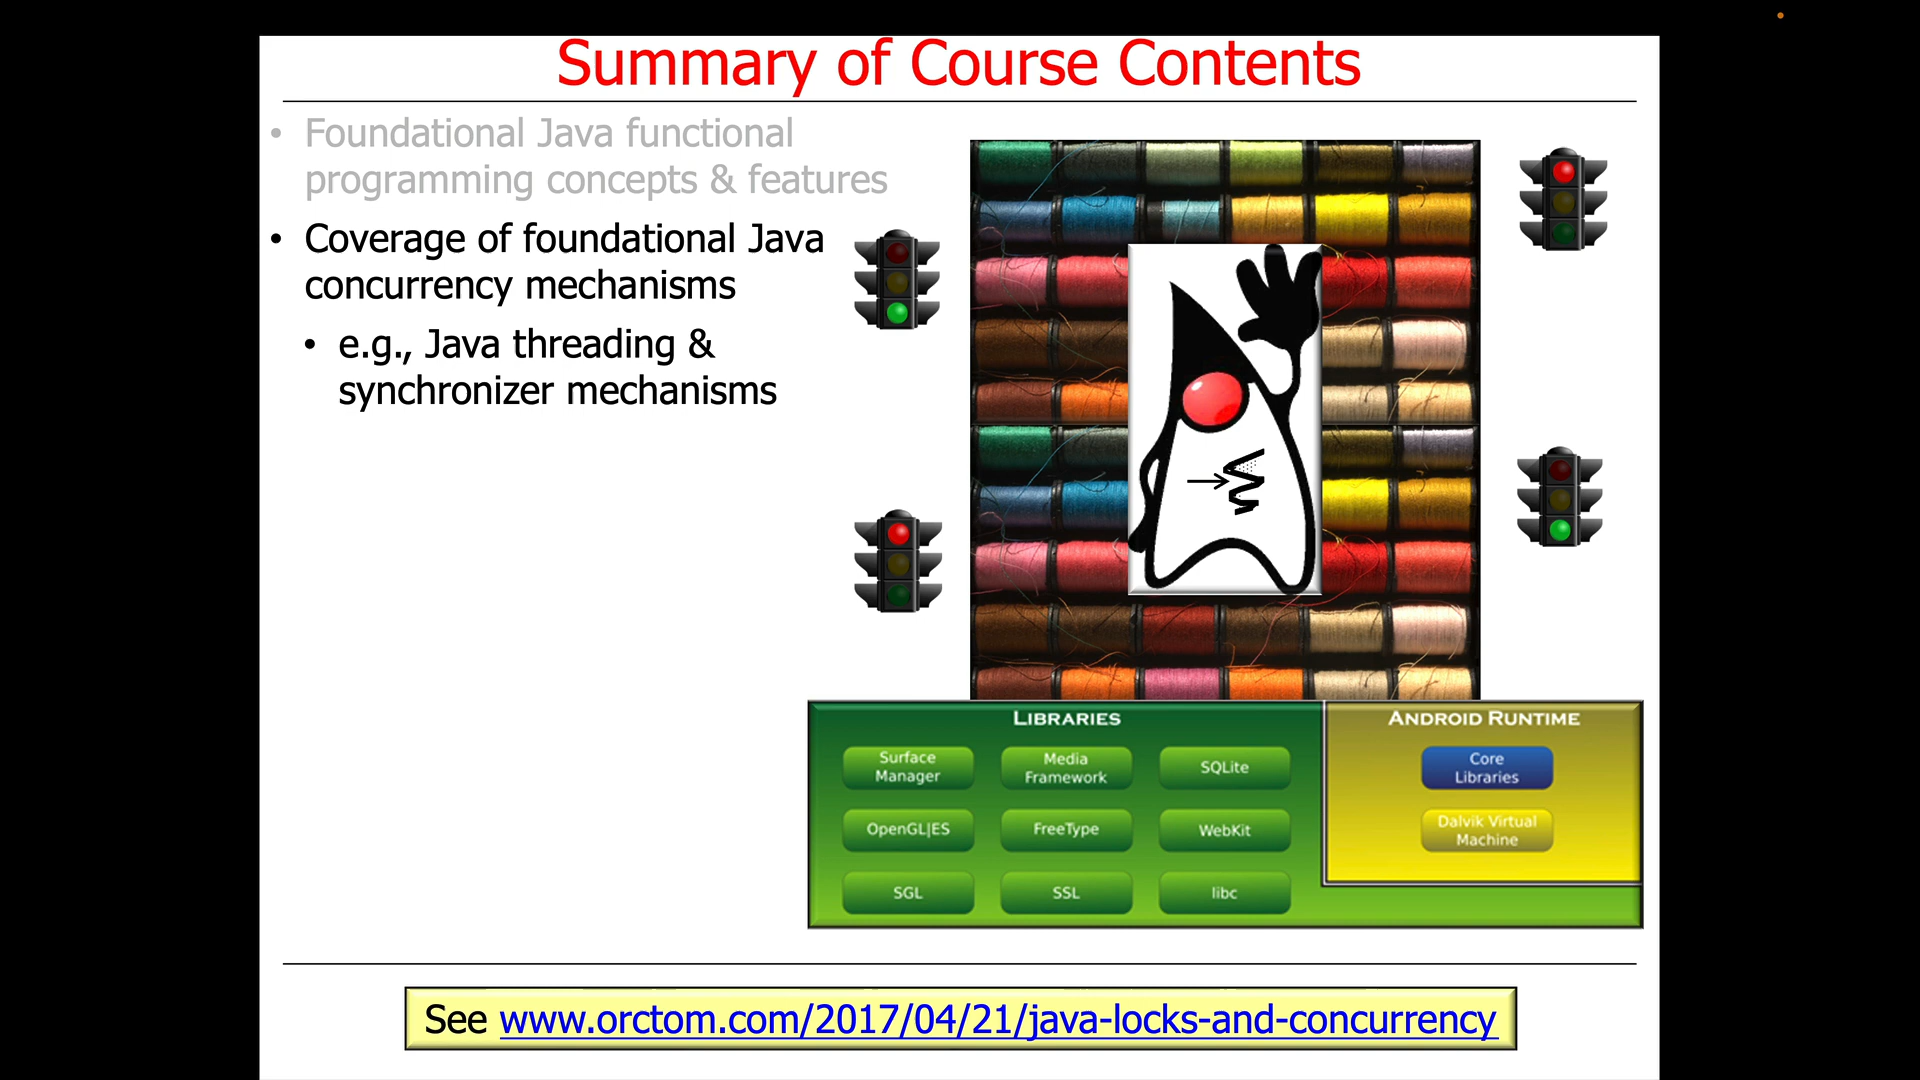 Summary of Course Contents
• Foundational Java functional
programming concepts & features
• Coverage of foundational Java
concurrency mechanisms
• e.g., Java threading &
synchronizer mechanisms
LIBRARIES
Surface
Manager
Media
Framework
SQLite
OpenGL|ES
FreeType
WebKit
SGL
SSL
libc
ANDROID RUNTIME
Core
Libraries
Dalvik Virtual
Machine
See www.orctom.com/2017/04/21/java-locks-and-concurrency